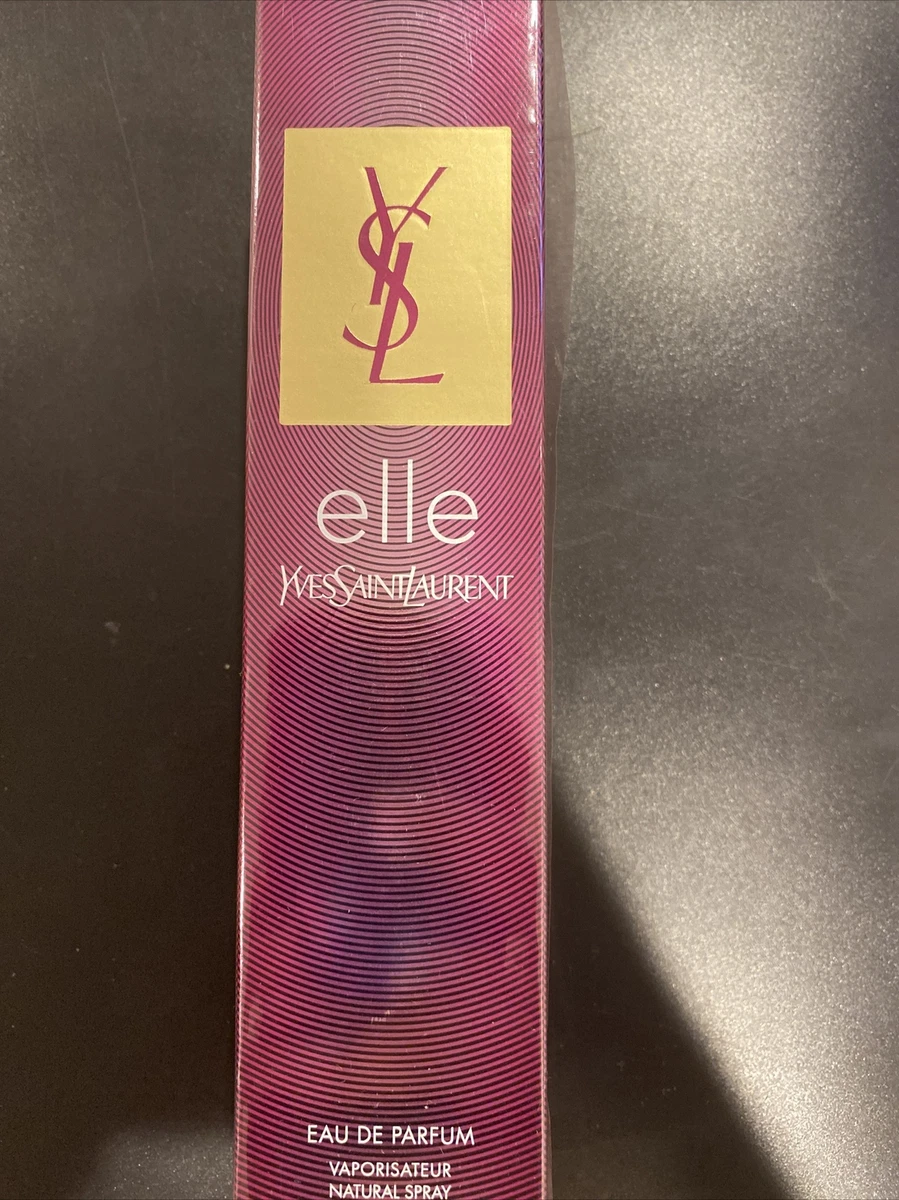 YSL
elle
YVESSAINTLAURENT
EAU DE PARFUM
VAPORISATEUR
NATURAL SPRAY